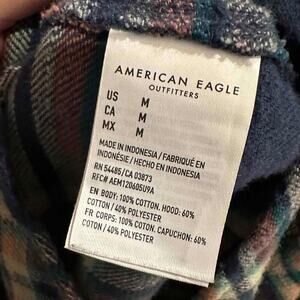 AMERICAN EAGLE
OUTFITTERS
US M
CA M
MX M
MADE IN INDONESIA / FABRIQUÉ EN
INDONÉSIE / HECHO EN INDONESIA
RN 54485/CA 03873
RFC# AEM120605U9A
EN BODY: 100% COTTON. HOOD: 60%
COTTON / 40% POLYESTER
FR CORPS: 100% COTON. CAPUCHON: 60%
COTON / 40% POLYESTER